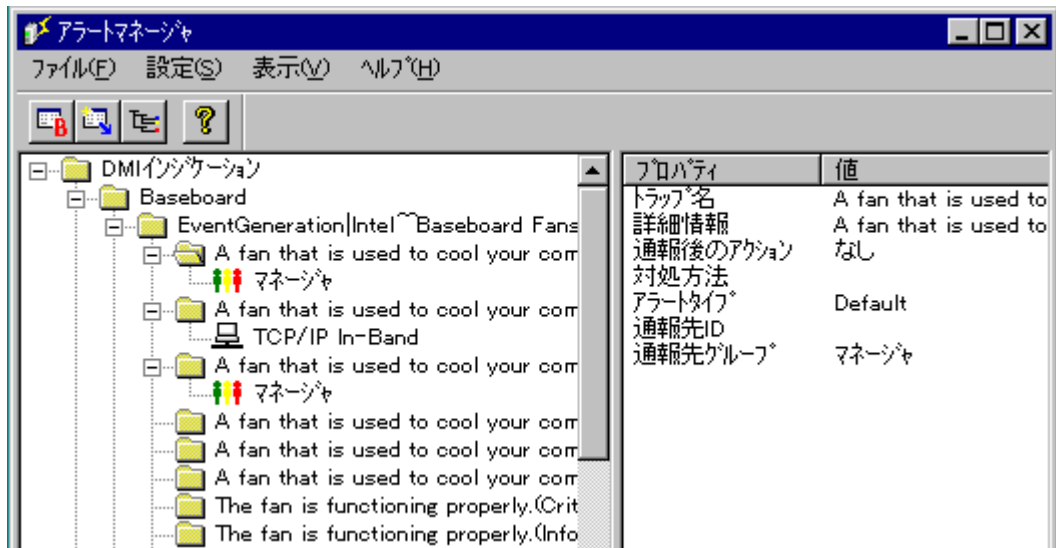 アラートマネージャ
ファイル(F) 設定(S) 表示(V) ヘルプ(H)
DMIインジケーション
Baseboard
EventGeneration|Intel^^Baseboard Fans
A fan that is used to cool your com
マネージャ
A fan that is used to cool your com
TCP/IP In-Band
A fan that is used to cool your com
マネージャ
A fan that is used to cool your com
A fan that is used to cool your com
A fan that is used to cool your com
The fan is functioning properly.(Crit
The fan is functioning properly.(Info
プロパティ 値
トラップ名 A fan that is used to
詳細情報 A fan that is used to
通報後のアクション なし
対処方法
アラートタイプ Default
通報先ID
通報先グループ マネージャ